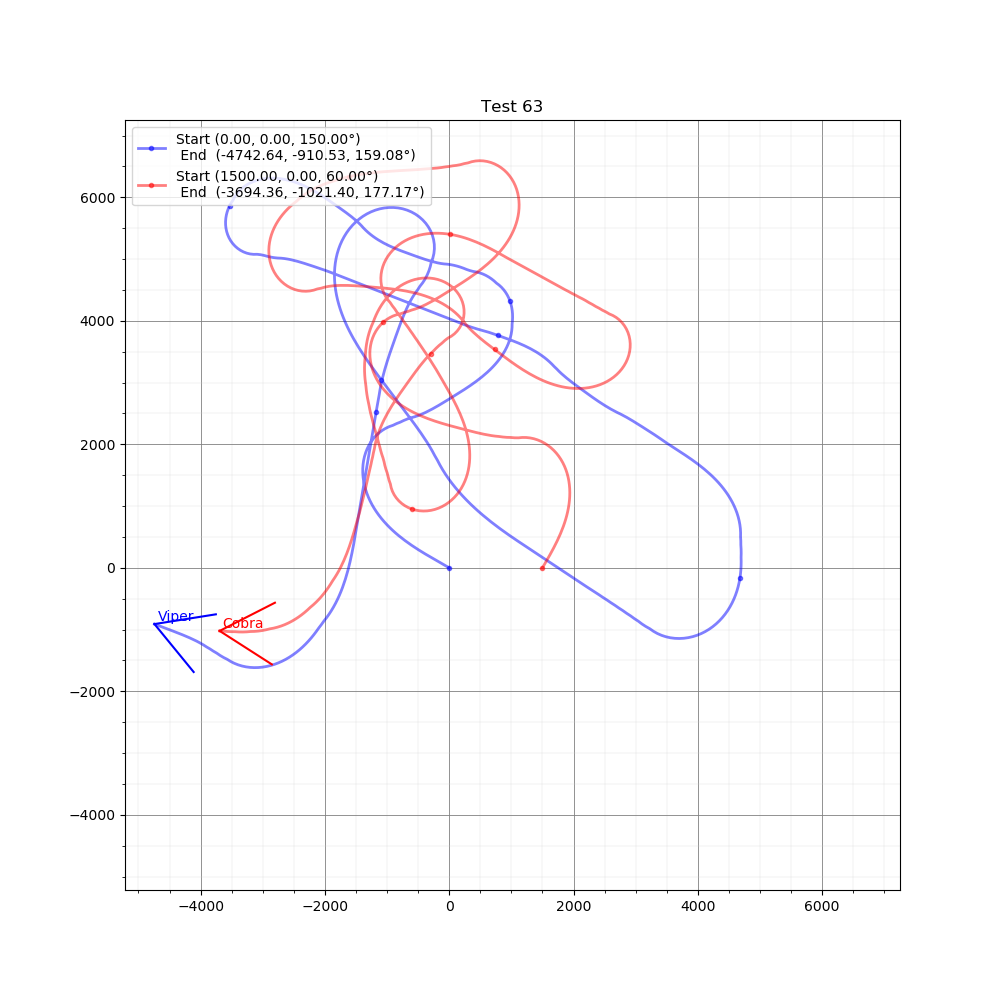 Test 63
Start (0.00, 0.00, 150.00°)
End (-4742.64, -910.53, 159.08°)
Start (1500.00, 0.00, 60.00°)
End (-3694.36, -1021.40, 177.17°)
6000
4000
2000
0
−2000
−4000
Viper
Cobra
−4000
−2000
0
2000
4000
6000